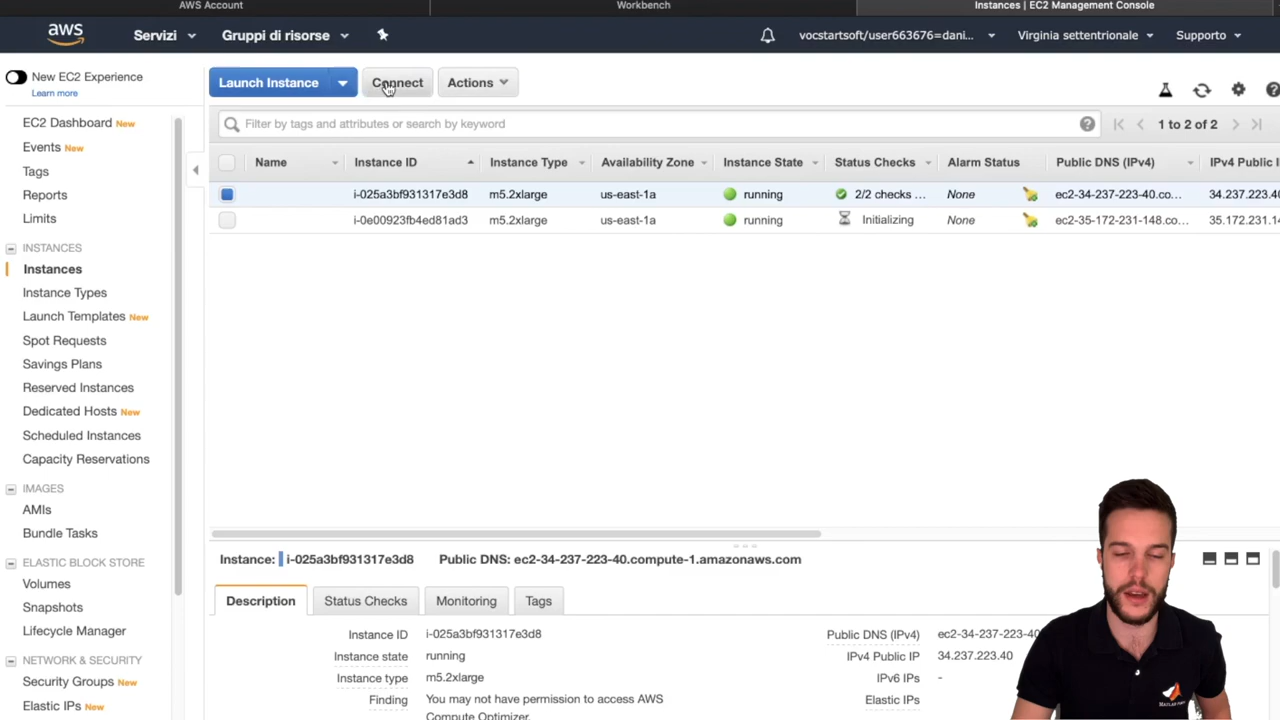 AWS Account
Workbench
Instances | EC2 Management Console
aws
Servizi
Gruppi di risorse
vocstartsoft/user663676=dani...
Virginia settentrionale
Supporto
New EC2 Experience
Learn more
Launch Instance
Connect
Actions
Filter by tags and attributes or search by keyword
1 to 2 of 2
EC2 Dashboard New
Events New
Tags
Reports
Limits
INSTANCES
Instances
Instance Types
Launch Templates New
Spot Requests
Savings Plans
Reserved Instances
Dedicated Hosts New
Scheduled Instances
Capacity Reservations
IMAGES
AMIs
Bundle Tasks
ELASTIC BLOCK STORE
Volumes
Snapshots
Lifecycle Manager
NETWORK & SECURITY
Security Groups New
Elastic IPs New
Name Instance ID Instance Type Availability Zone Instance State Status Checks Alarm Status Public DNS (IPv4) IPv4 Public I
i-025a3bf931317e3d8 m5.2xlarge us-east-1a running 2/2 checks ... None ec2-34-237-223-40.co... 34.237.223.40
i-0e00923fb4ed81ad3 m5.2xlarge us-east-1a running Initializing None ec2-35-172-231-148.co... 35.172.231.1
Instance: i-025a3bf931317e3d8 Public DNS: ec2-34-237-223-40.compute-1.amazonaws.com
Description
Status Checks
Monitoring
Tags
Instance ID i-025a3bf931317e3d8
Instance state running
Instance type m5.2xlarge
Finding You may not have permission to access AWS
Compute Optimizer.
Public DNS (IPv4) ec2-34-237-223-40
IPv4 Public IP 34.237.223.40
IPv6 IPs -
Elastic IPs